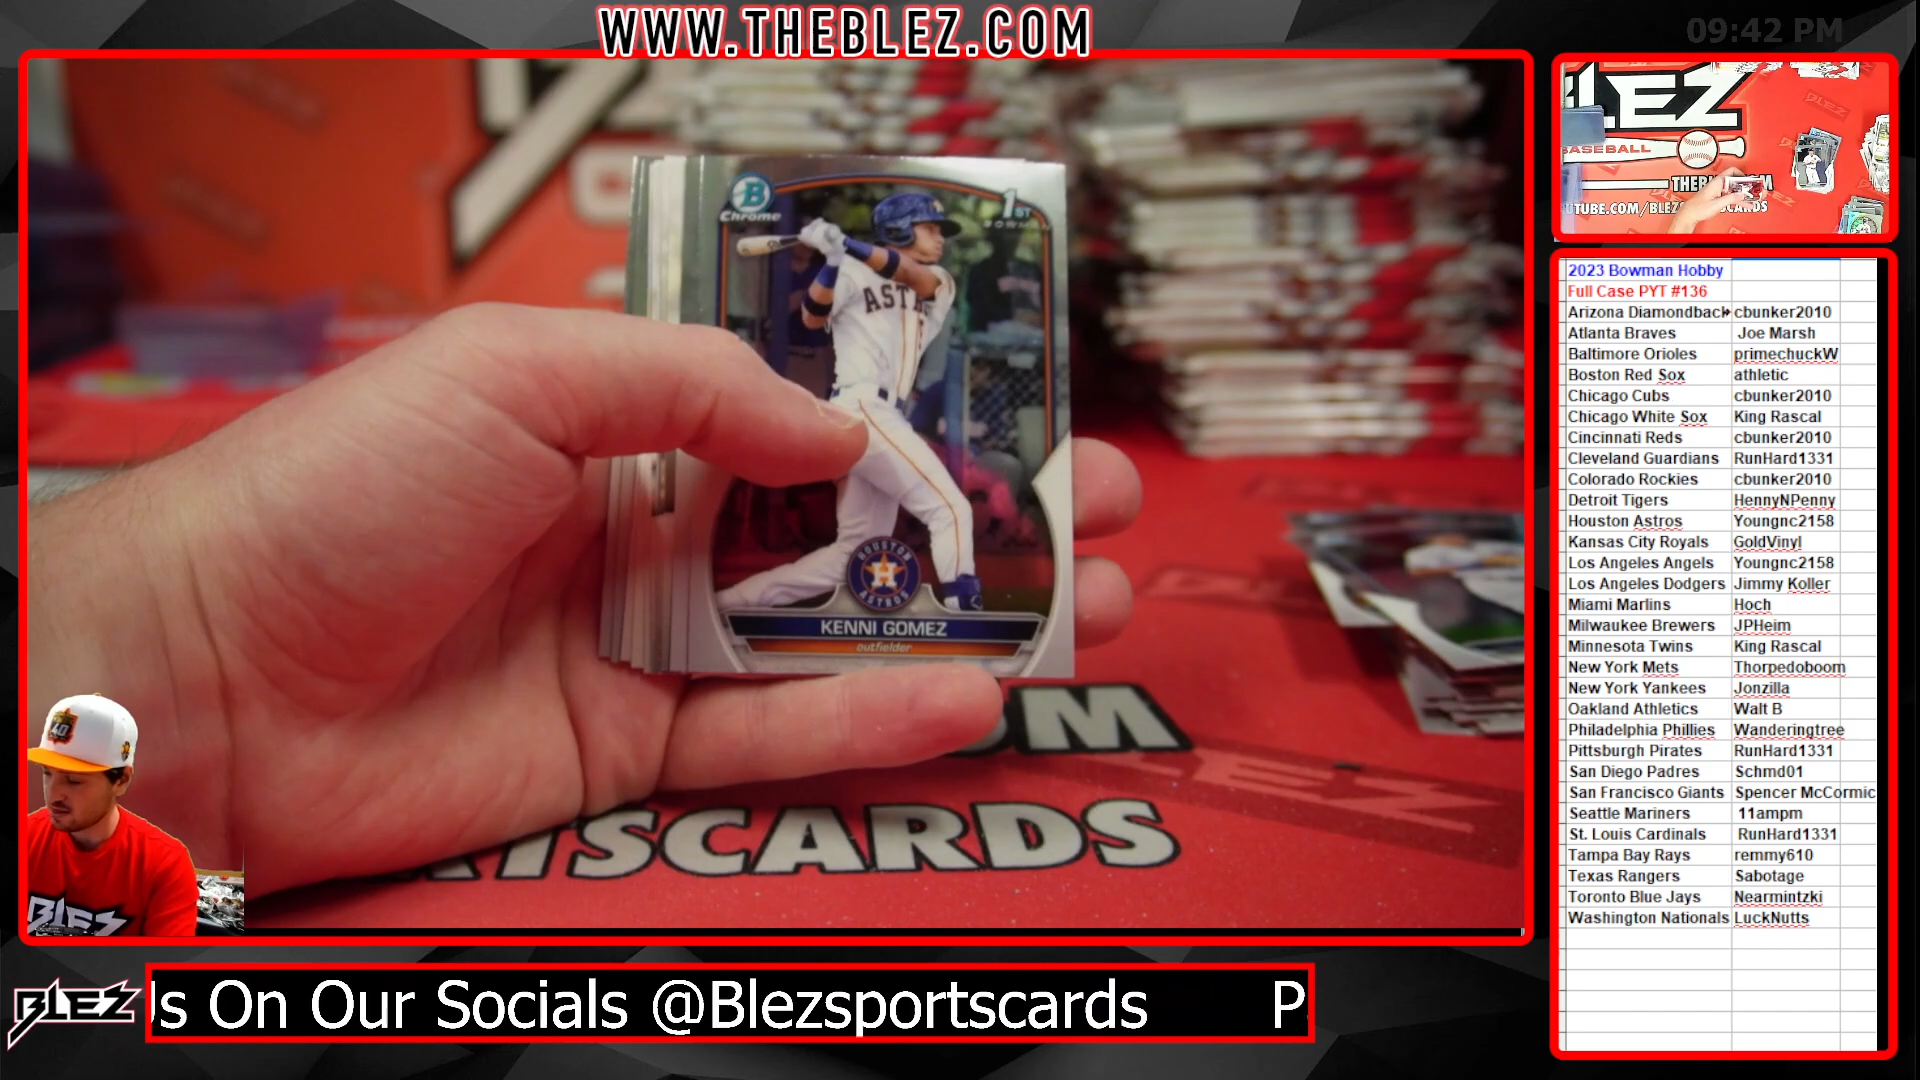 WWW.THEBLEZ.COM
09:42 PM
B
Chrome
1ST
BOWMAN
HOUSTON
H
ASTROS
KENNI GOMEZ
outfielder
SCARDS
40
BLEZ
BLEZ
Us On Our Socials @Blezsportscards P
LEZ
BASEBALL
UTUBE.COM/BLEZ
2023 Bowman Hobby
Full Case PYT #136
Arizona Diamondback cbunker2010
Atlanta Braves Joe Marsh
Baltimore Orioles primechuckW
Boston Red Sox athletic
Chicago Cubs cbunker2010
Chicago White Sox King Rascal
Cincinnati Reds cbunker2010
Cleveland Guardians RunHard1331
Colorado Rockies cbunker2010
Detroit Tigers HennyNPenny
Houston Astros Youngnc2158
Kansas City Royals GoldVinyl
Los Angeles Angels Youngnc2158
Los Angeles Dodgers Jimmy Koller
Miami Marlins Hoch
Milwaukee Brewers JPHeim
Minnesota Twins King Rascal
New York Mets Thorpedoboom
New York Yankees Jonzilla
Oakland Athletics Walt B
Philadelphia Phillies Wanderingtree
Pittsburgh Pirates RunHard1331
San Diego Padres Schmd01
San Francisco Giants Spencer McCormic
Seattle Mariners 11ampm
St. Louis Cardinals RunHard1331
Tampa Bay Rays remmy610
Texas Rangers Sabotage
Toronto Blue Jays Nearmintzki
Washington Nationals LuckNutts